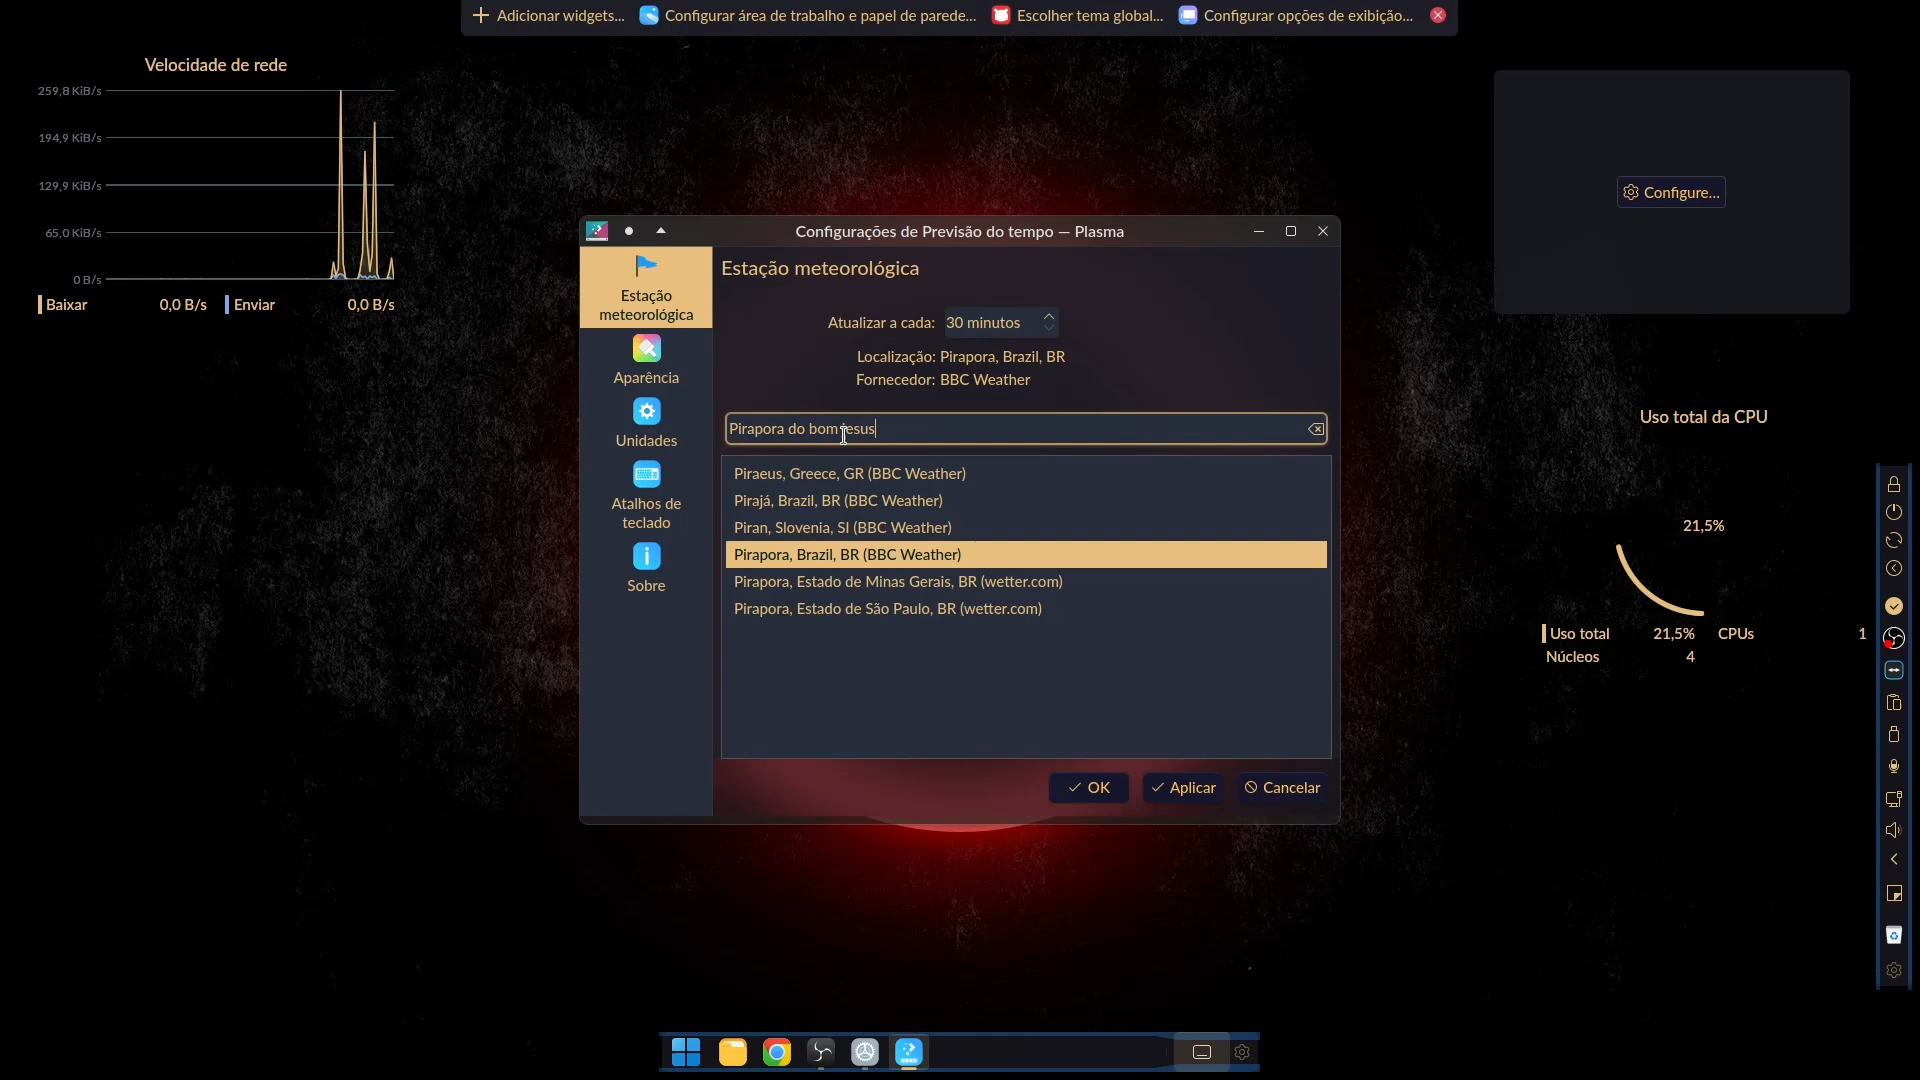 Adicionar widgets...
Configurar área de trabalho e papel de parede...
Escolher tema global...
Configurar opções de exibição...
Velocidade de rede
259,8 KiB/s
194,9 KiB/s
129,9 KiB/s
65,0 KiB/s
0 B/s
Baixar 0,0 B/s Enviar 0,0 B/s
Configure...
Configurações de Previsão do tempo — Plasma
Estação
meteorológica
Aparência
Unidades
Atalhos de
teclado
Sobre
Estação meteorológica
Atualizar a cada: 30 minutos
Localização: Pirapora, Brazil, BR
Fornecedor: BBC Weather
Pirapora do bom jesus
Piraeus, Greece, GR (BBC Weather)
Pirajá, Brazil, BR (BBC Weather)
Piran, Slovenia, SI (BBC Weather)
Pirapora, Brazil, BR (BBC Weather)
Pirapora, Estado de Minas Gerais, BR (wetter.com)
Pirapora, Estado de São Paulo, BR (wetter.com)
OK
Aplicar
Cancelar
Uso total da CPU
21,5%
Uso total 21,5% CPUs 1
Núcleos 4